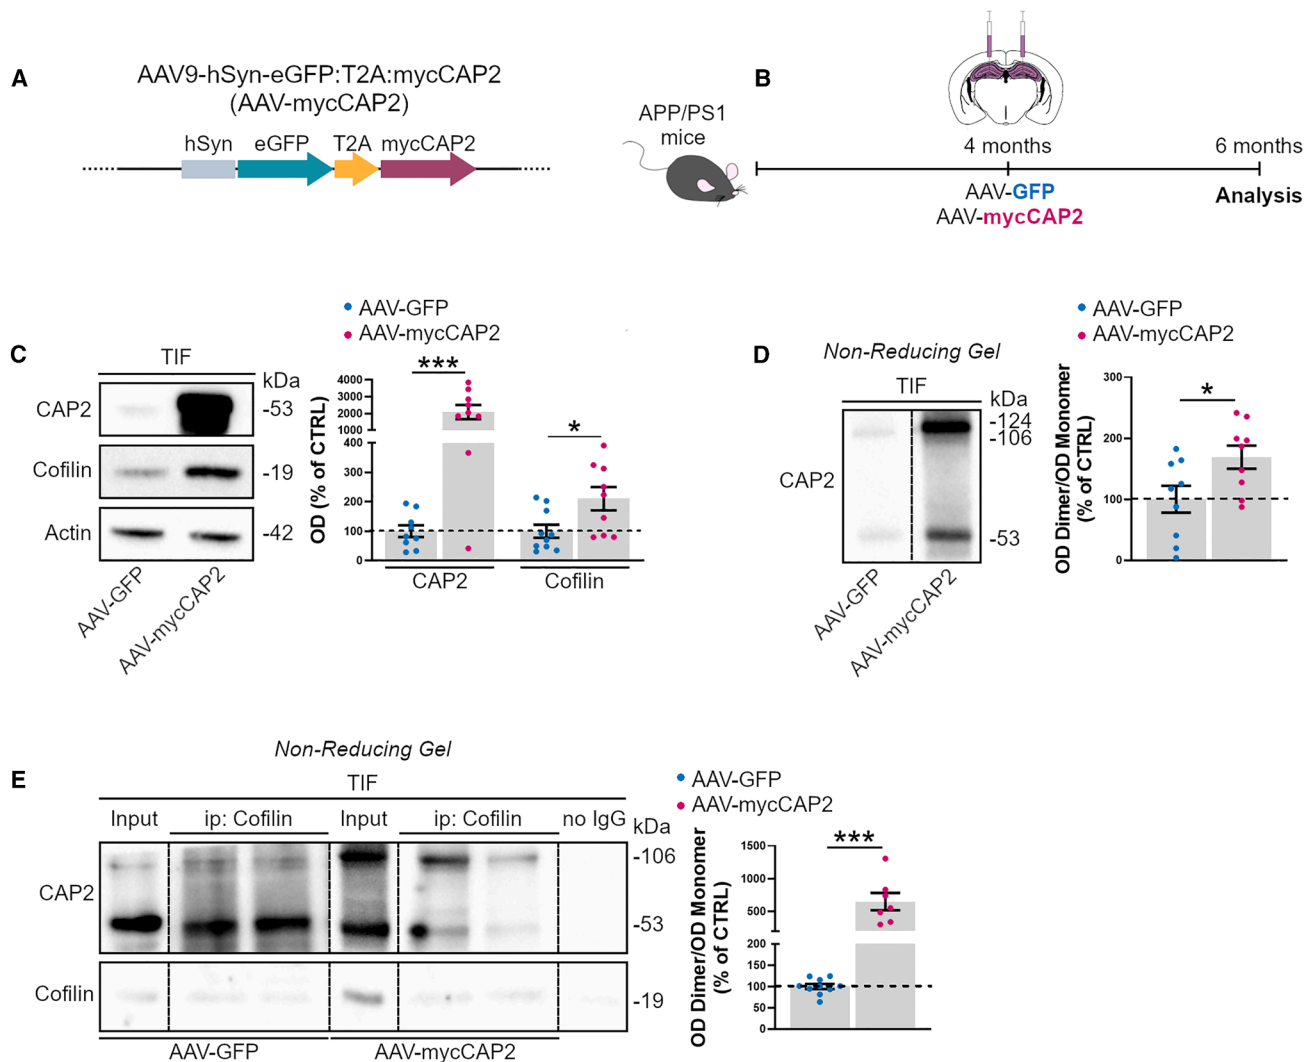 A
AAV9-hSyn-eGFP:T2A:mycCAP2
(AAV-mycCAP2)
hSyn eGFP T2A mycCAP2
B
APP/PS1
mice
4 months 6 months
AAV-GFP
AAV-mycCAP2
Analysis
C
TIF
kDa
CAP2 -53
Cofilin -19
Actin -42
AAV-GFP
AAV-mycCAP2
AAV-GFP
AAV-mycCAP2
OD (% of CTRL)
4000
3000
2000
1000
400
300
200
100
0
***
*
CAP2 Cofilin
D
Non-Reducing Gel
TIF
kDa
-124
-106
CAP2
-53
AAV-GFP
AAV-mycCAP2
AAV-GFP
AAV-mycCAP2
OD Dimer/OD Monomer
(% of CTRL)
300
200
100
0
*
E
Non-Reducing Gel
TIF
Input ip: Cofilin Input ip: Cofilin no IgG
kDa
-106
CAP2
-53
Cofilin -19
AAV-GFP AAV-mycCAP2
AAV-GFP
AAV-mycCAP2
OD Dimer/OD Monomer
(% of CTRL)
1500
1000
500
200
150
100
50
0
***